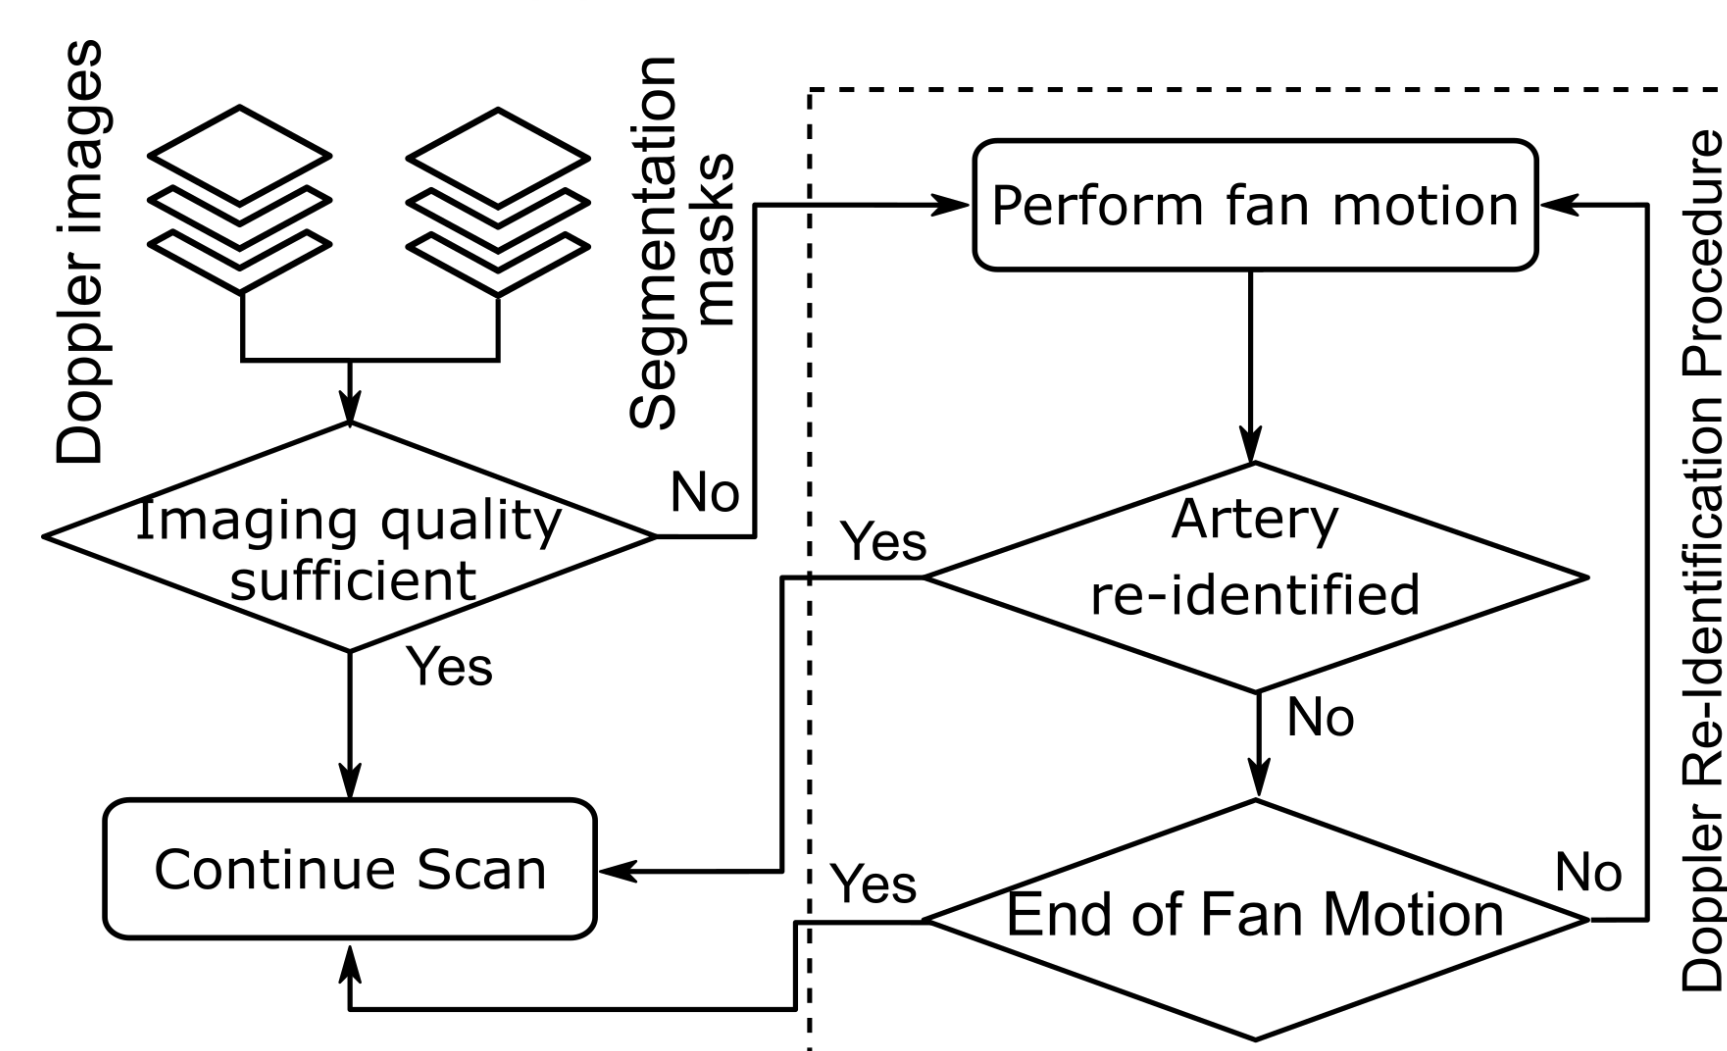 Doppler images
Segmentation
masks
Imaging quality
sufficient
No
Yes
Continue Scan
Perform fan motion
Artery
re-identified
Yes
No
End of Fan Motion
Yes
No
Doppler Re-Identification Procedure